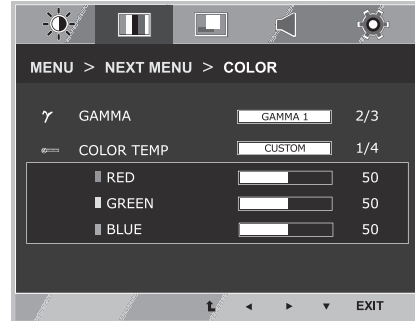 MENU > NEXT MENU > COLOR
γ GAMMA GAMMA 1 2/3
COLOR TEMP CUSTOM 1/4
RED 50
GREEN 50
BLUE 50
EXIT